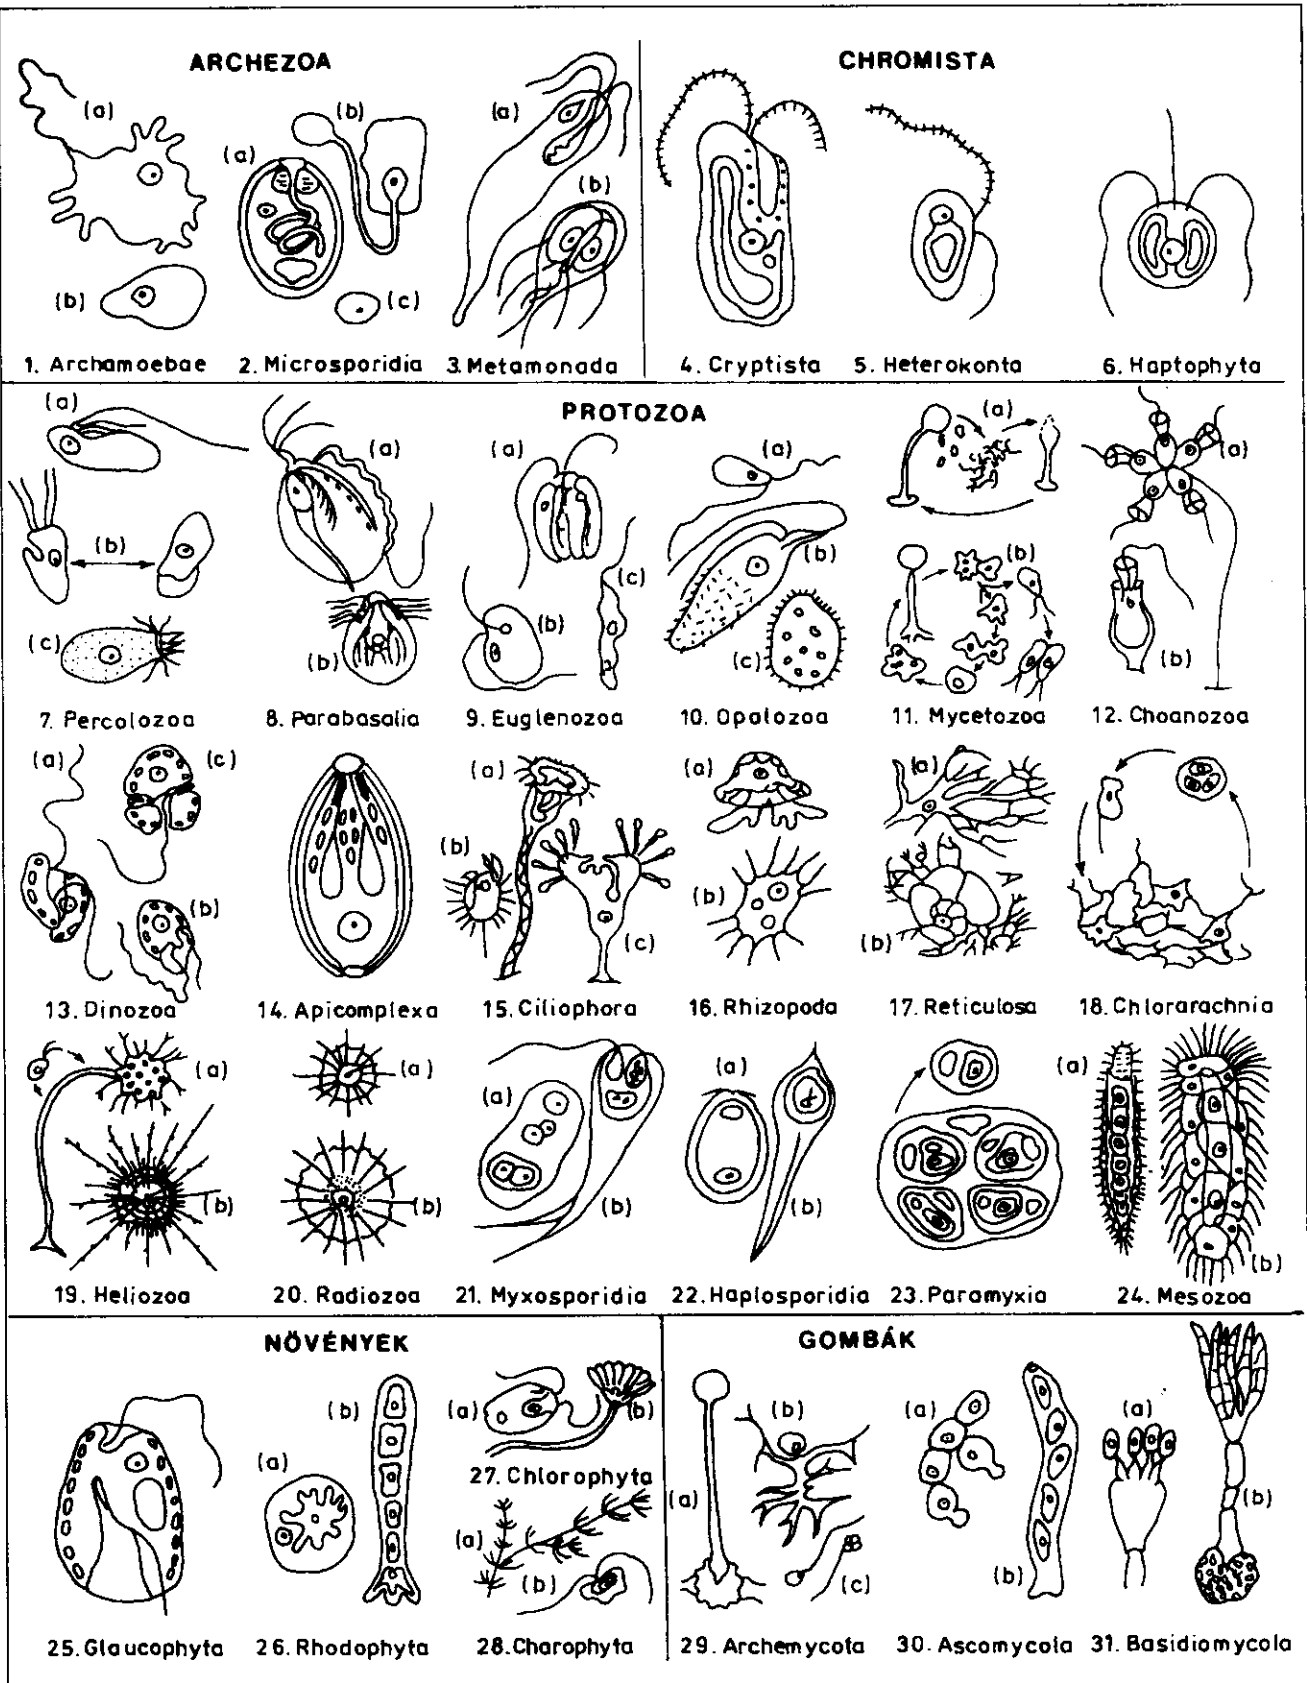 ARCHEZOA
CHROMISTA
(a)
(b)
(a)
(b)
(c)
(a)
(b)
1. Archamoebae
2. Microsporidia
3. Metamonada
4. Cryptista
5. Heterokonta
6. Haptophyta
PROTOZOA
(a)
(b)
(c)
(a)
(b)
(a)
(b)
(c)
(a)
(b)
(c)
(a)
(b)
(a)
(b)
7. Percolozoa
8. Parabasalia
9. Euglenozoa
10. Opalozoa
11. Mycetozoa
12. Choanozoa
(a)
(c)
(b)
(a)
(b)
(c)
(a)
(b)
(a)
(b)
13. Dinozoa
14. Apicomplexa
15. Ciliophora
16. Rhizopoda
17. Reticulosa
18. Chlorarachnia
(a)
(b)
(a)
(b)
(a)
(b)
(a)
(b)
(a)
(b)
19. Heliozoa
20. Radiozoa
21. Myxosporidia
22. Haplosporidia
23. Paramyxia
24. Mesozoa
NÖVÉNYEK
GOMBÁK
(a)
(b)
(a)
(b)
27. Chlorophyta
(a)
(b)
(a)
(b)
(c)
(a)
(b)
(a)
(b)
25. Glaucophyta
26. Rhodophyta
28. Charophyta
29. Archemycota
30. Ascomycota
31. Basidiomycota